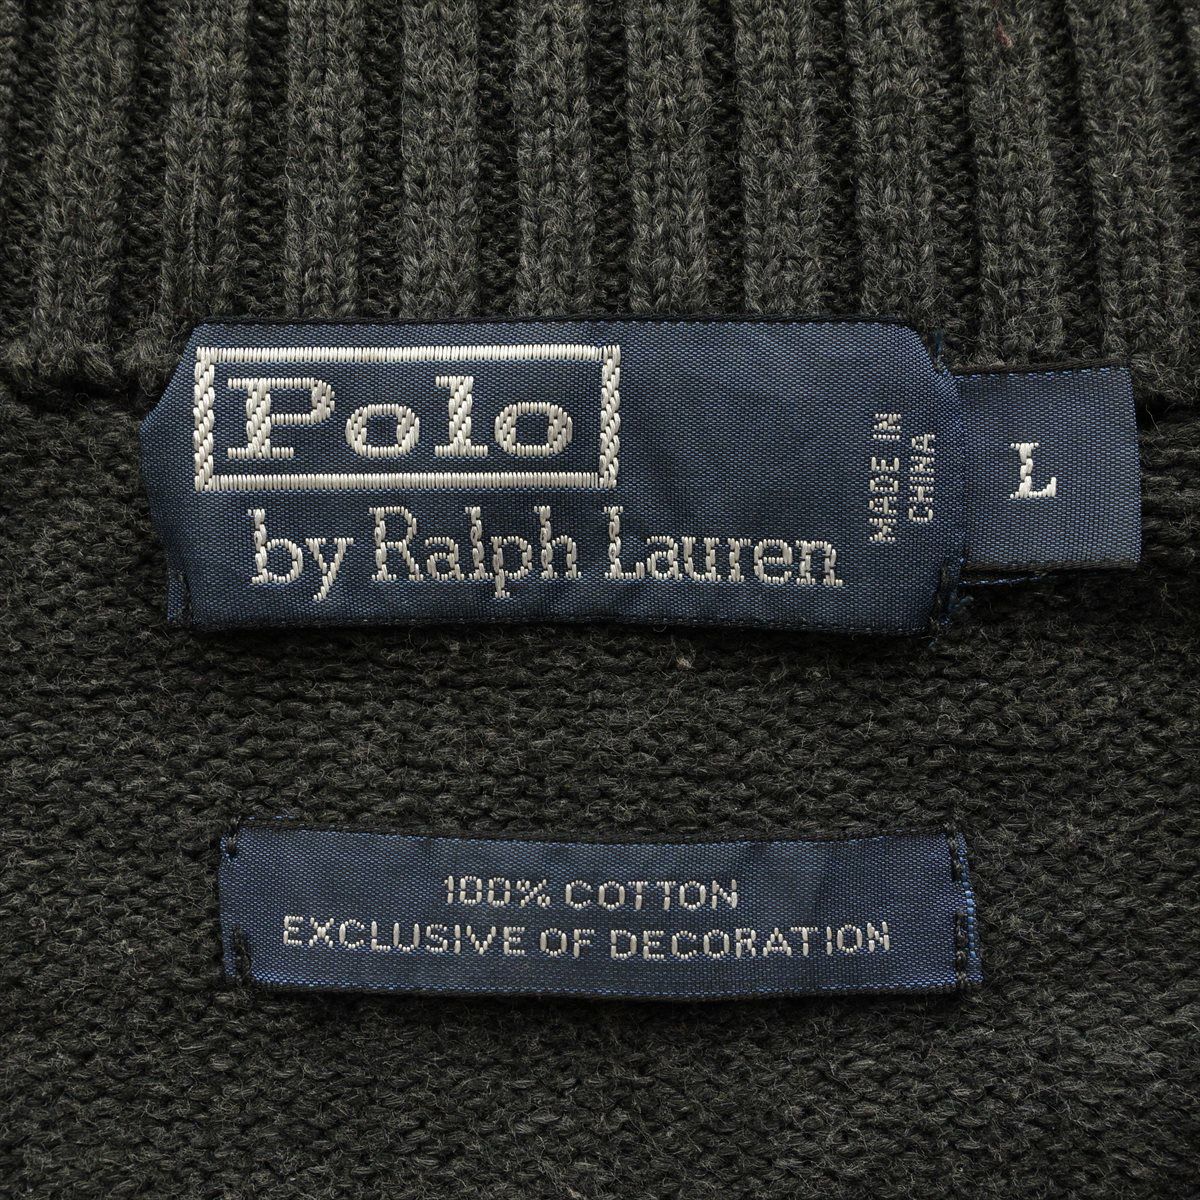 Polo
by Ralph Lauren
MADE IN
CHINA
L
100% COTTON
EXCLUSIVE OF DECORATION